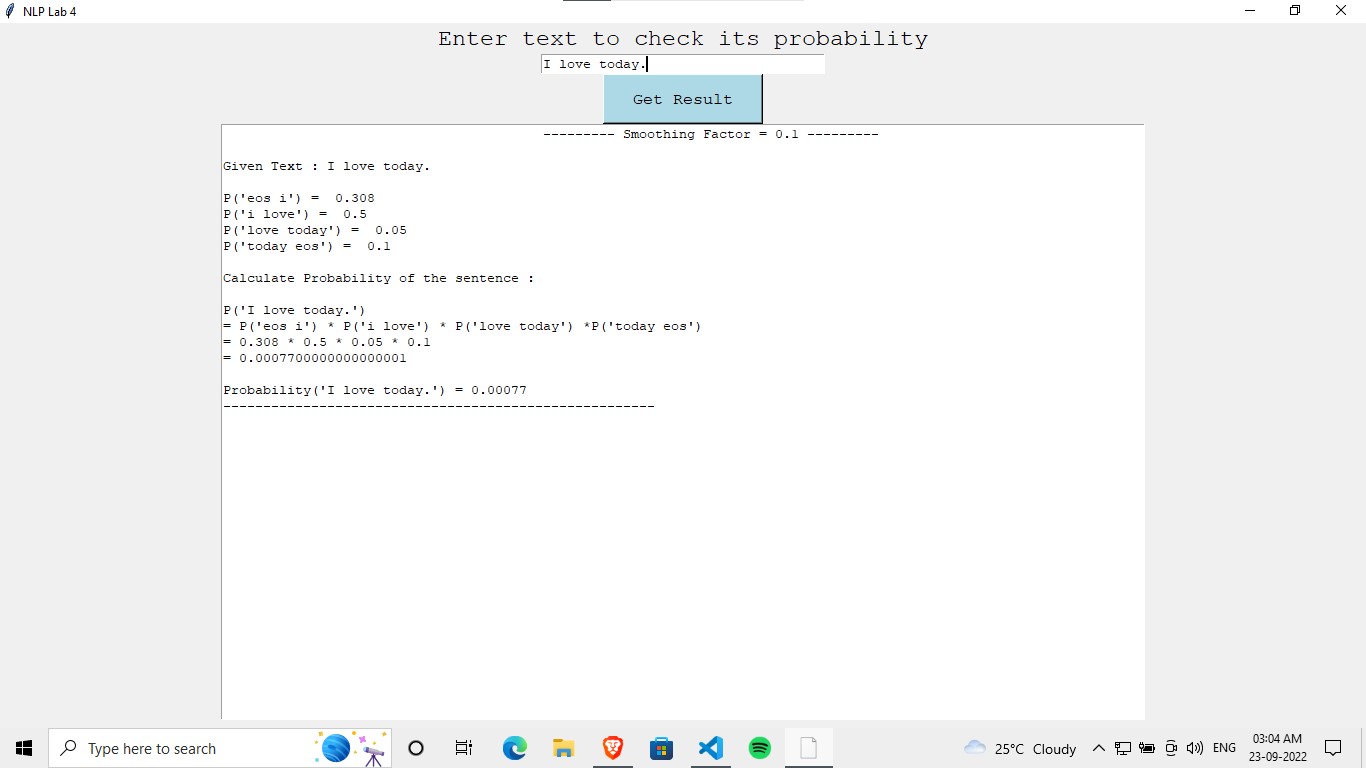 NLP Lab 4
Enter text to check its probability
I love today.
Get Result
--------- Smoothing Factor = 0.1 ---------
Given Text : I love today.
P('eos i') =  0.308
P('i love') =  0.5
P('love today') =  0.05
P('today eos') =  0.1
Calculate Probability of the sentence :
P('I love today.')
= P('eos i') * P('i love') * P('love today') *P('today eos')
= 0.308 * 0.5 * 0.05 * 0.1
= 0.0007700000000000001
Probability('I love today.') = 0.00077
------------------------------------------------------
Type here to search
25°C Cloudy
ENG
03:04 AM
23-09-2022